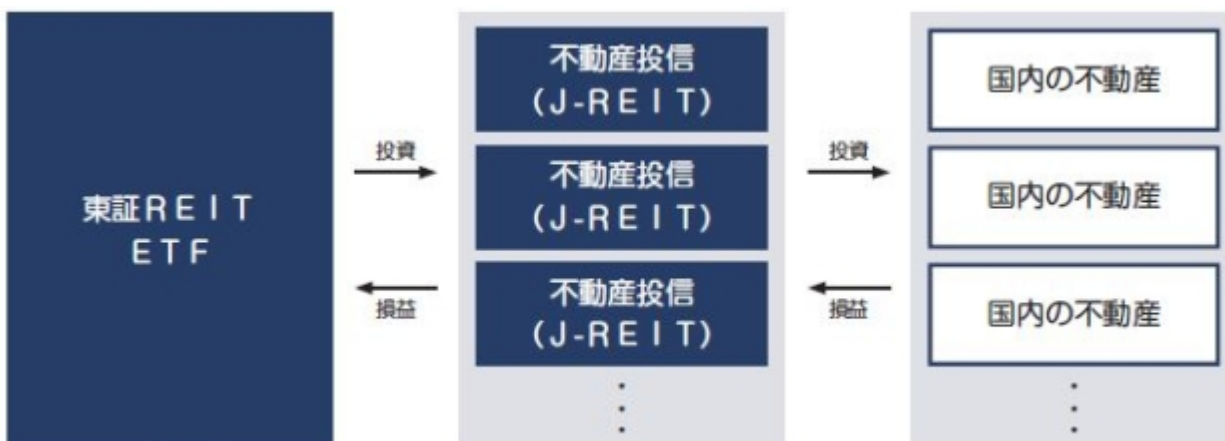 東証ＲＥＩＴ
ＥＴＦ
投資
損益
不動産投信
（Ｊ-ＲＥＩＴ）
不動産投信
（Ｊ-ＲＥＩＴ）
不動産投信
（Ｊ-ＲＥＩＴ）
投資
損益
国内の不動産
国内の不動産
国内の不動産